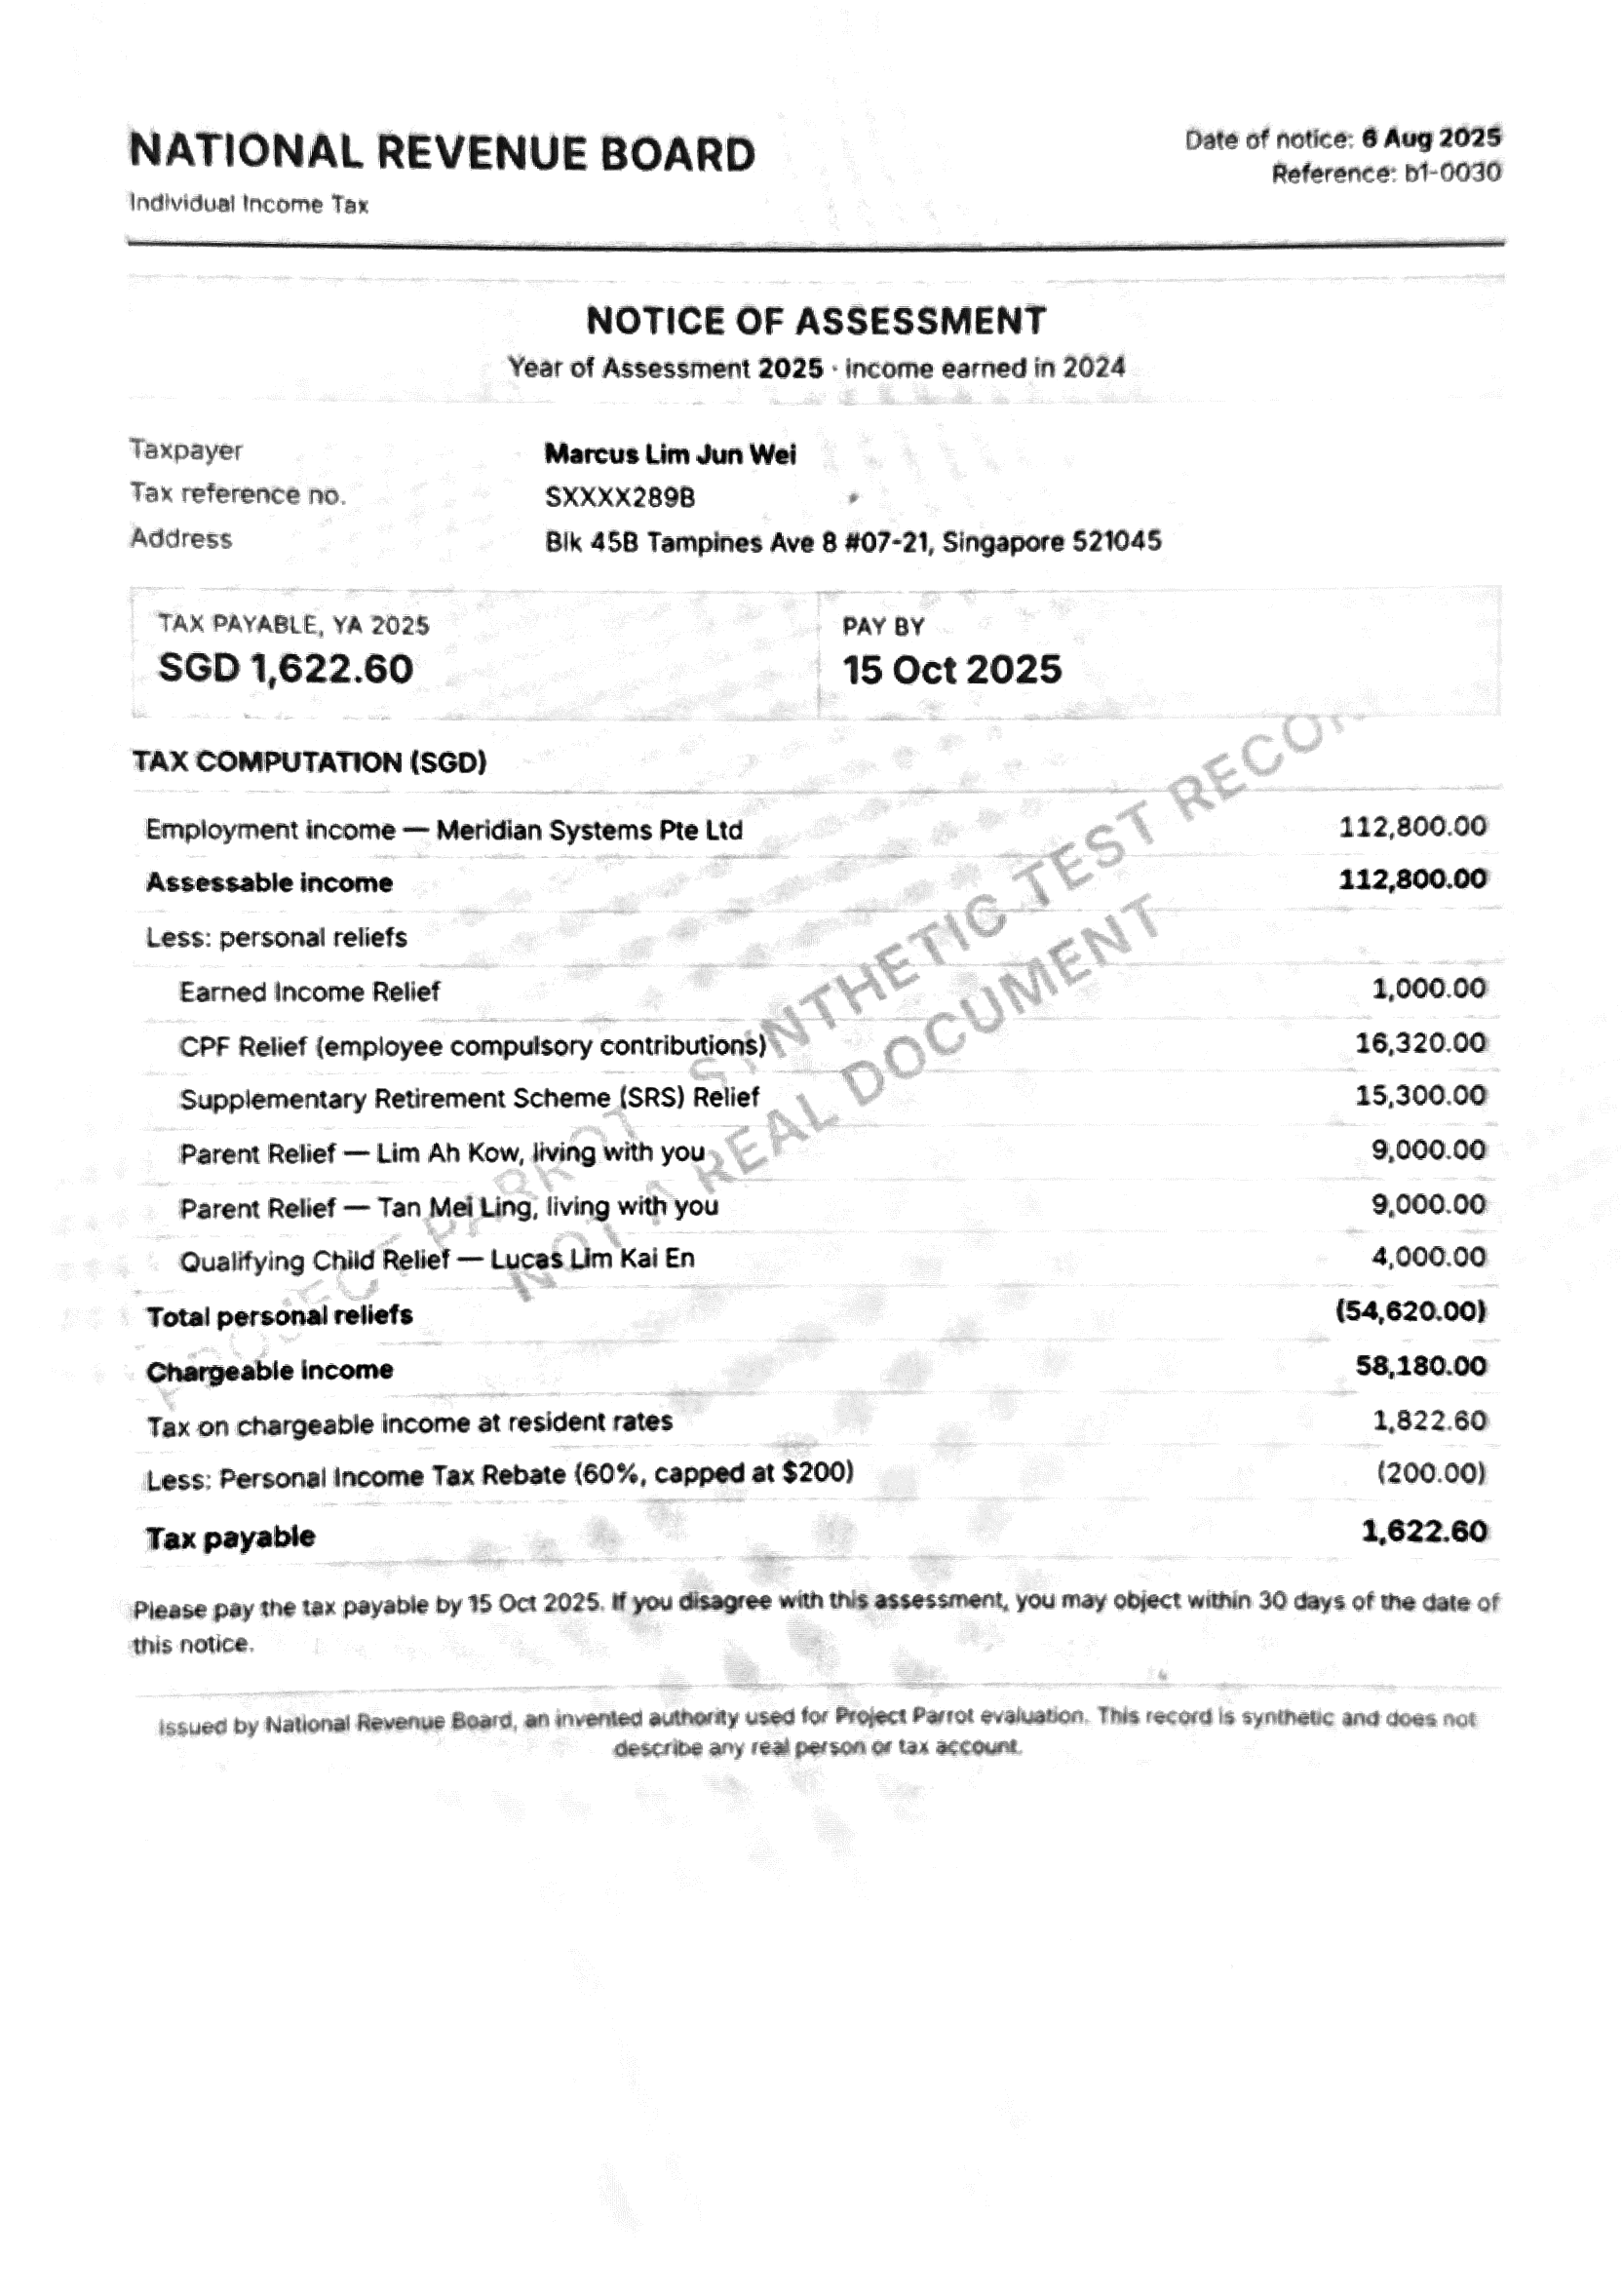 NATIONAL REVENUE BOARD
Individual Income Tax
Date of notice: 6 Aug 2025
Reference: b1-0030
NOTICE OF ASSESSMENT
Year of Assessment 2025 · income earned in 2024
Taxpayer Marcus Lim Jun Wei
Tax reference no. SXXXX289B
Address Blk 45B Tampines Ave 8 #07-21, Singapore 521045
TAX PAYABLE, YA 2025
SGD 1,622.60
PAY BY
15 Oct 2025
TAX COMPUTATION (SGD)
Employment income — Meridian Systems Pte Ltd 112,800.00
Assessable income 112,800.00
Less: personal reliefs
Earned Income Relief 1,000.00
CPF Relief (employee compulsory contributions) 16,320.00
Supplementary Retirement Scheme (SRS) Relief 15,300.00
Parent Relief — Lim Ah Kow, living with you 9,000.00
Parent Relief — Tan Mei Ling, living with you 9,000.00
Qualifying Child Relief — Lucas Lim Kai En 4,000.00
Total personal reliefs (54,620.00)
Chargeable income 58,180.00
Tax on chargeable income at resident rates 1,822.60
Less: Personal Income Tax Rebate (60%, capped at $200) (200.00)
Tax payable 1,622.60
Please pay the tax payable by 15 Oct 2025. If you disagree with this assessment, you may object within 30 days of the date of
this notice.
Issued by National Revenue Board, an invented authority used for Project Parrot evaluation. This record is synthetic and does not
describe any real person or tax account.
PROJECT PARROT SYNTHETIC TEST
NOT A REAL DOCUMENT